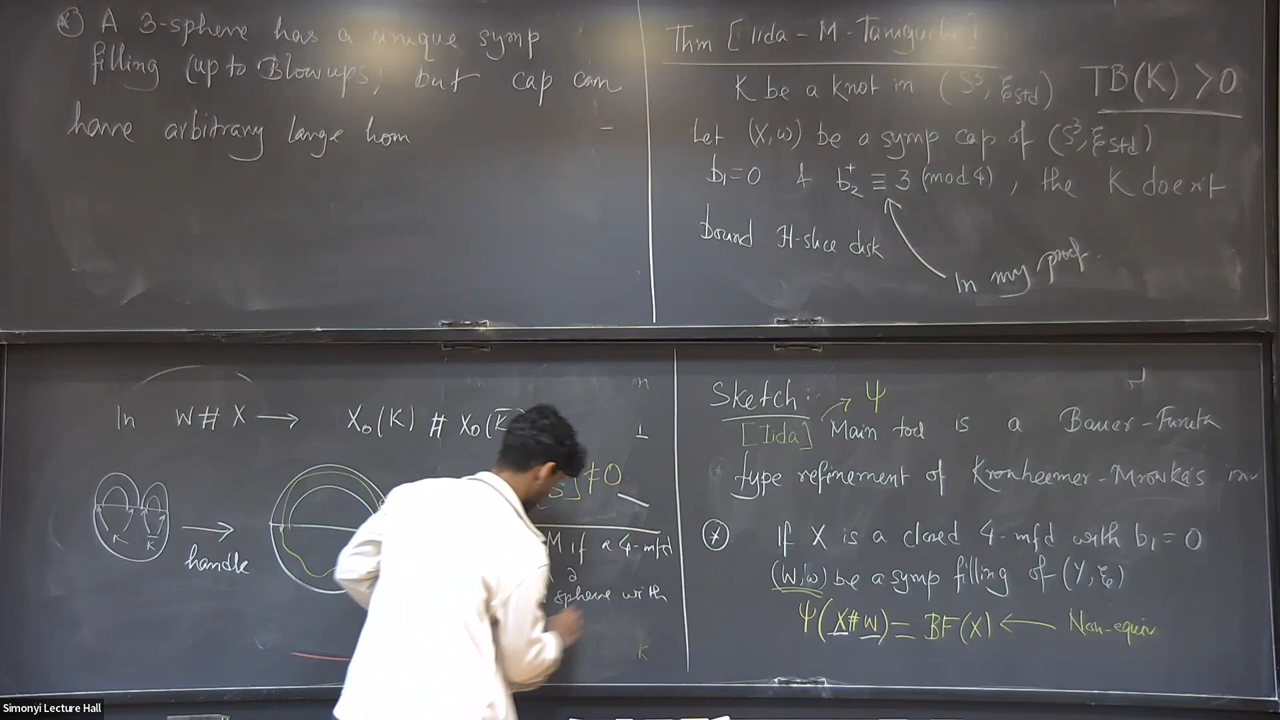 ⊛ A 3-sphere has a unique symp
filling (up to Blowups) but cap can
have arbitrary large hom
Thm [Iida - M - Taniguchi]
K be a knot in (S³, ξstd) TB(K) > 0
Let (X,ω) be a symp cap of (S³, ξstd)
b₁=0 & b₂⁺ ≡ 3 (mod 4), the K doesn't
bound H-slice disk
In my proof
In W # X → X₀(K) # X₀(K̄)
≠0
K K
handle
M if a 4-mfd
sphere with
Sketch: → Ψ
[Iida] Main tool is a Bauer-Furuta
type refinement of Kronheimer-Mrowka's inv
⊛ If X is a closed 4-mfd with b₁ = 0
(W,ω) be a symp filling of (Y, ξ₀)
Ψ(X#W) = BF(X) ← Non-equiv
Simonyi Lecture Hall